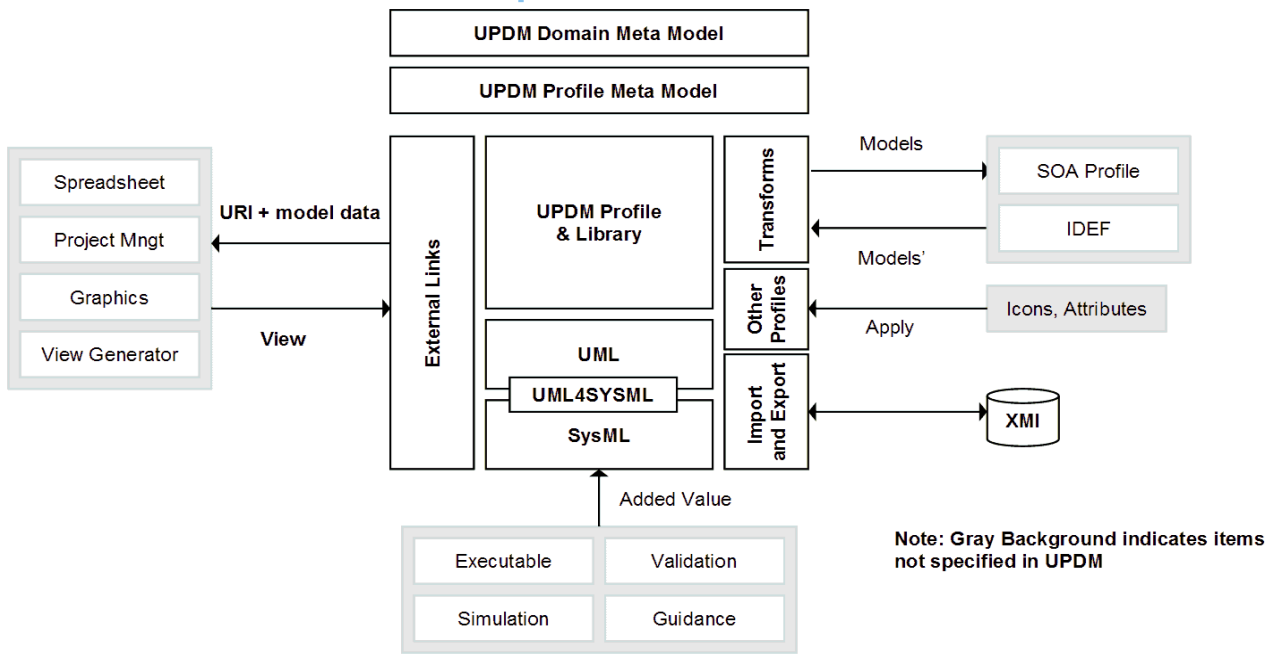 UPDM Domain Meta Model
UPDM Profile Meta Model
Spreadsheet
Project Mngt
Graphics
View Generator
URI + model data
View
External Links
UPDM Profile
& Library
UML
UML4SYSML
SysML
Transforms
Other
Profiles
Import
and Export
Models
Models’
Apply
SOA Profile
IDEF
Icons, Attributes
XMI
Added Value
Executable
Validation
Simulation
Guidance
Note: Gray Background indicates items
not specified in UPDM